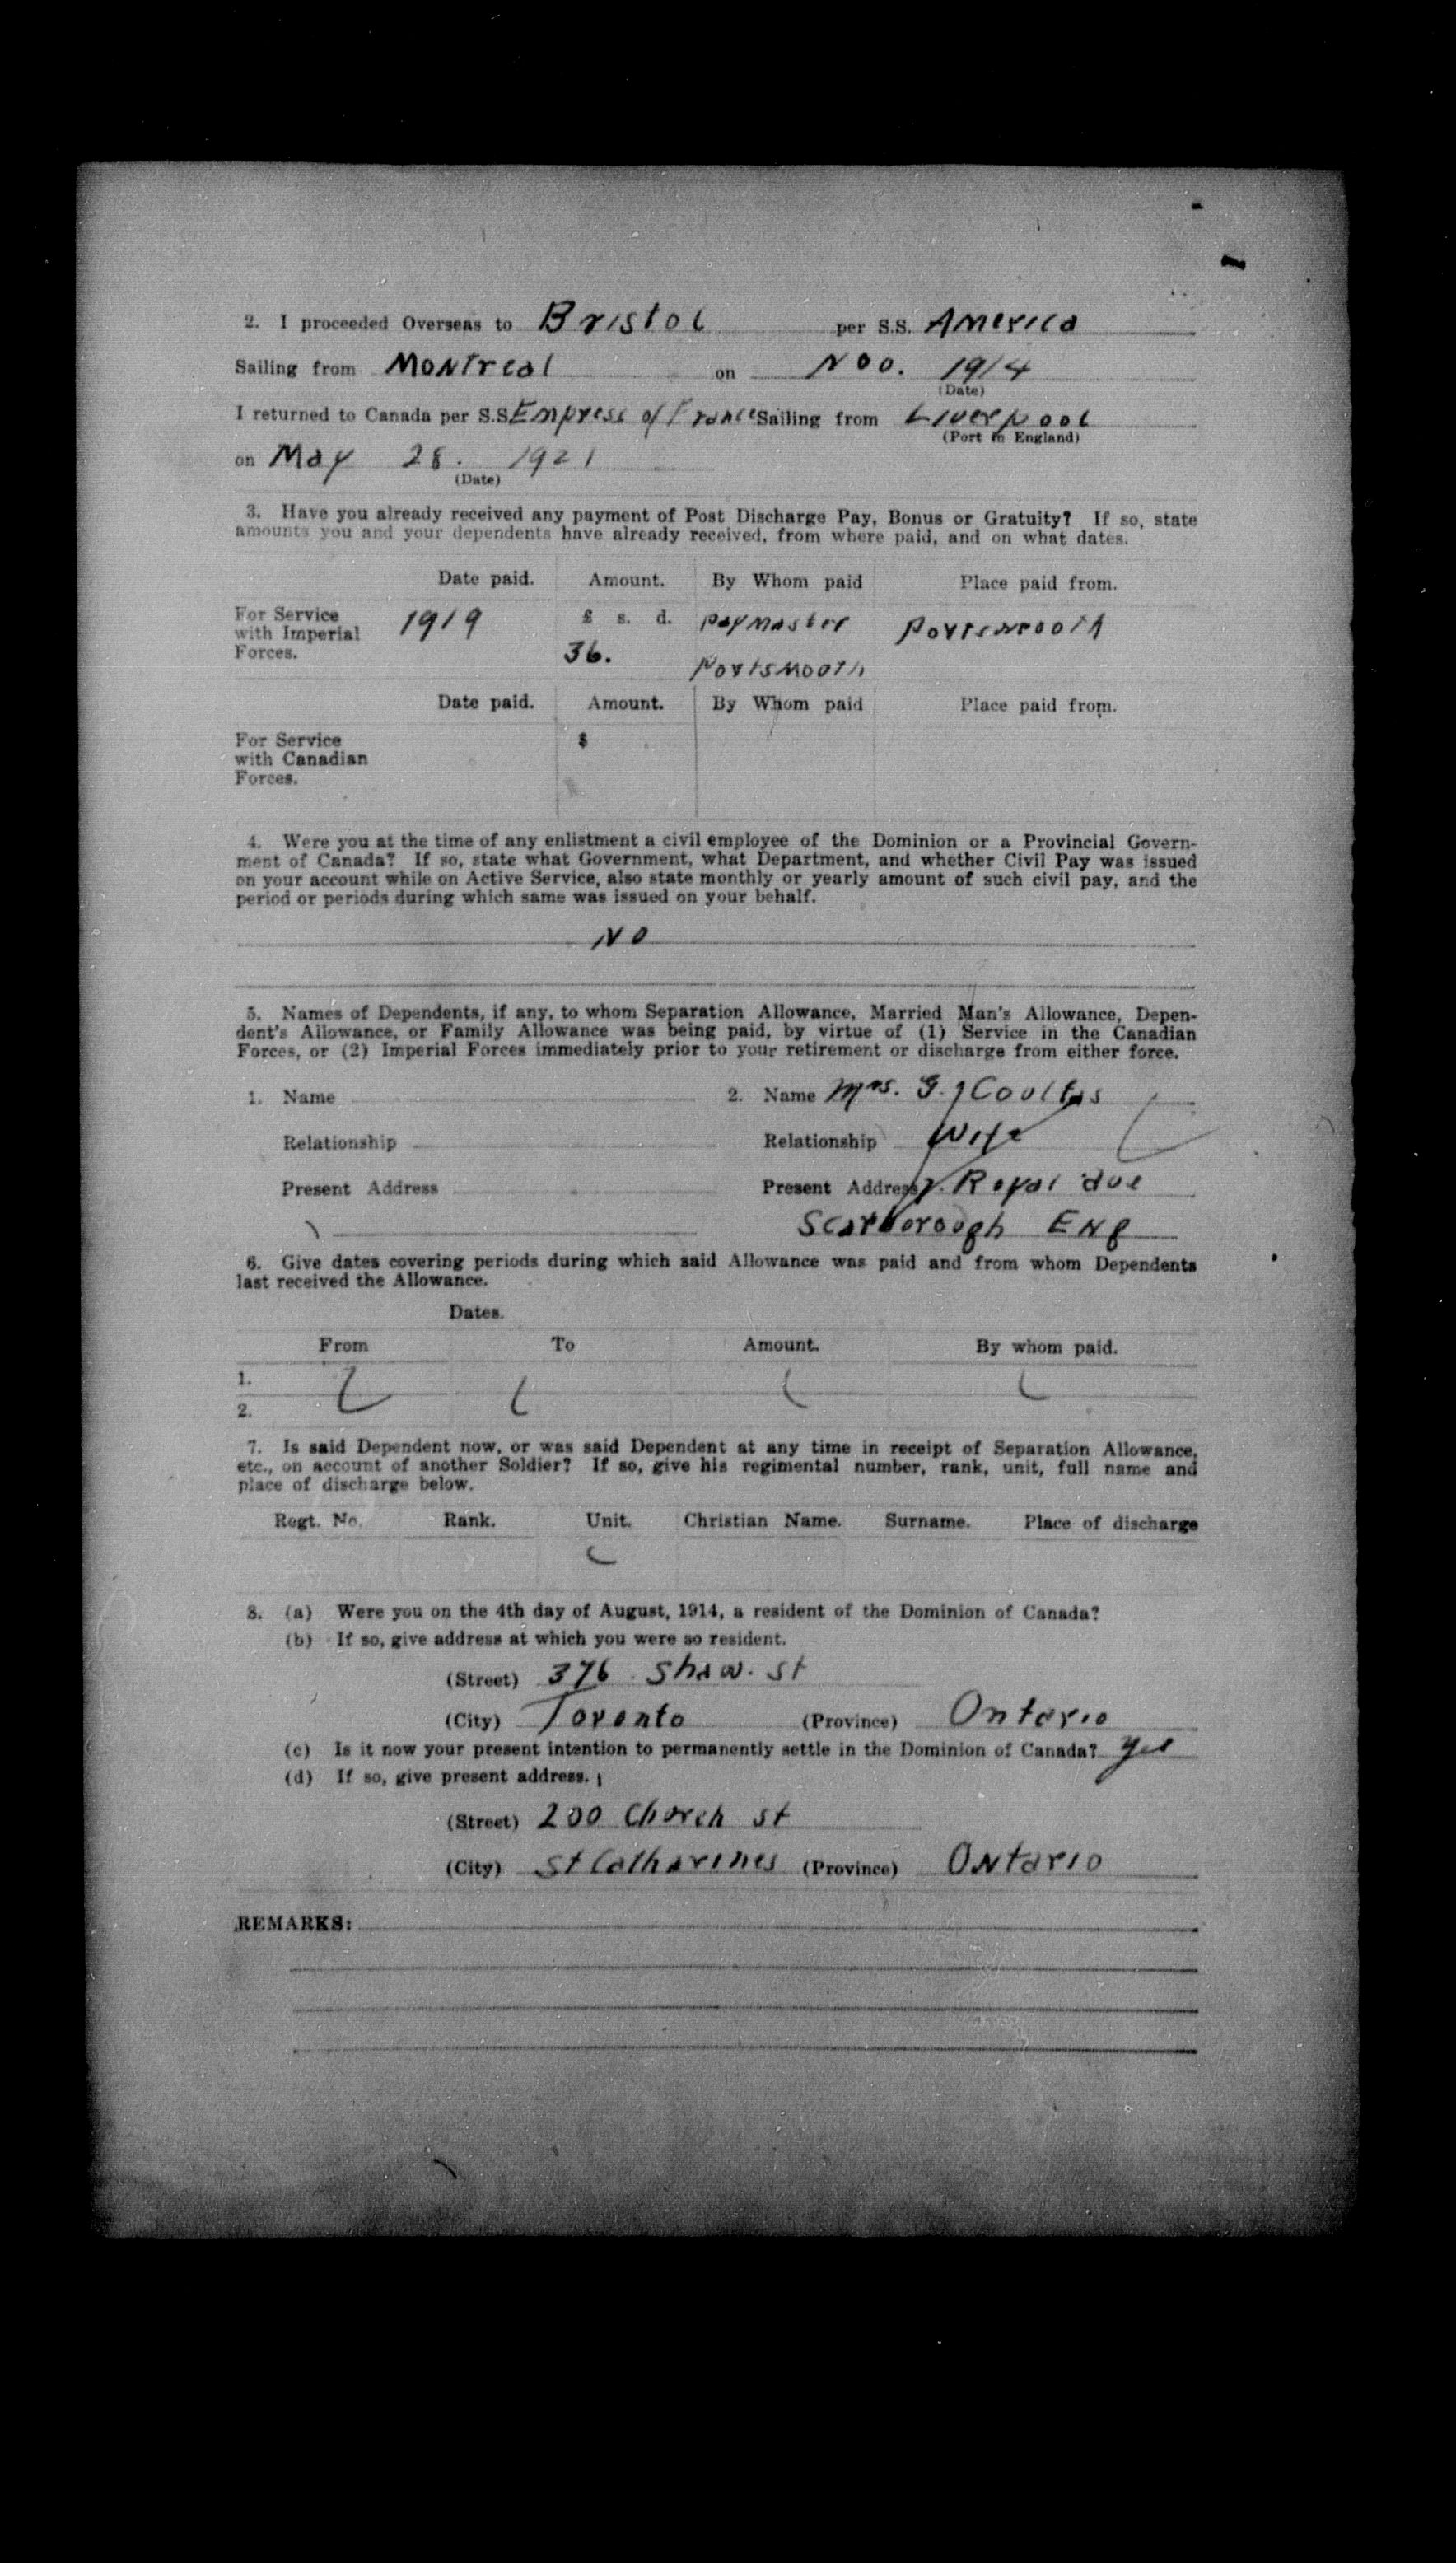 2. I proceeded Overseas to Bristol per S.S. America
Sailing from Montreal on Nov. 1914
(Date)
I returned to Canada per S.S. Empress of France Sailing from Liverpool
(Port in England)
on May 28. 1921
(Date)
3. Have you already received any payment of Post Discharge Pay, Bonus or Gratuity? If so, state
amounts you and your dependents have already received, from where paid, and on what dates.
Date paid. Amount. By Whom paid Place paid from.
For Service
with Imperial
Forces.
1919 £ s. d. paymaster Portsmooth
36. Portsmooth
Date paid. Amount. By Whom paid Place paid from.
For Service $
with Canadian
Forces.
4. Were you at the time of any enlistment a civil employee of the Dominion or a Provincial Govern-
ment of Canada? If so, state what Government, what Department, and whether Civil Pay was issued
on your account while on Active Service, also state monthly or yearly amount of such civil pay, and the
period or periods during which same was issued on your behalf.
No
5. Names of Dependents, if any, to whom Separation Allowance, Married Man's Allowance, Depen-
dent's Allowance, or Family Allowance was being paid, by virtue of (1) Service in the Canadian
Forces, or (2) Imperial Forces immediately prior to your retirement or discharge from either force.
1. Name 2. Name Mrs. G. J Coultas
Relationship Relationship Wife
Present Address Present Address Royal ave
Scarborough Eng
6. Give dates covering periods during which said Allowance was paid and from whom Dependents
last received the Allowance.
Dates.
From To Amount. By whom paid.
1.
2.
7. Is said Dependent now, or was said Dependent at any time in receipt of Separation Allowance,
etc., on account of another Soldier? If so, give his regimental number, rank, unit, full name and
place of discharge below.
Regt. No. Rank. Unit. Christian Name. Surname. Place of discharge
8. (a) Were you on the 4th day of August, 1914, a resident of the Dominion of Canada?
(b) If so, give address at which you were so resident.
(Street) 376 Shaw. St
(City) Toronto (Province) Ontario
(c) Is it now your present intention to permanently settle in the Dominion of Canada? yes
(d) If so, give present address.
(Street) 200 Church St
(City) St Catharines (Province) Ontario
REMARKS: